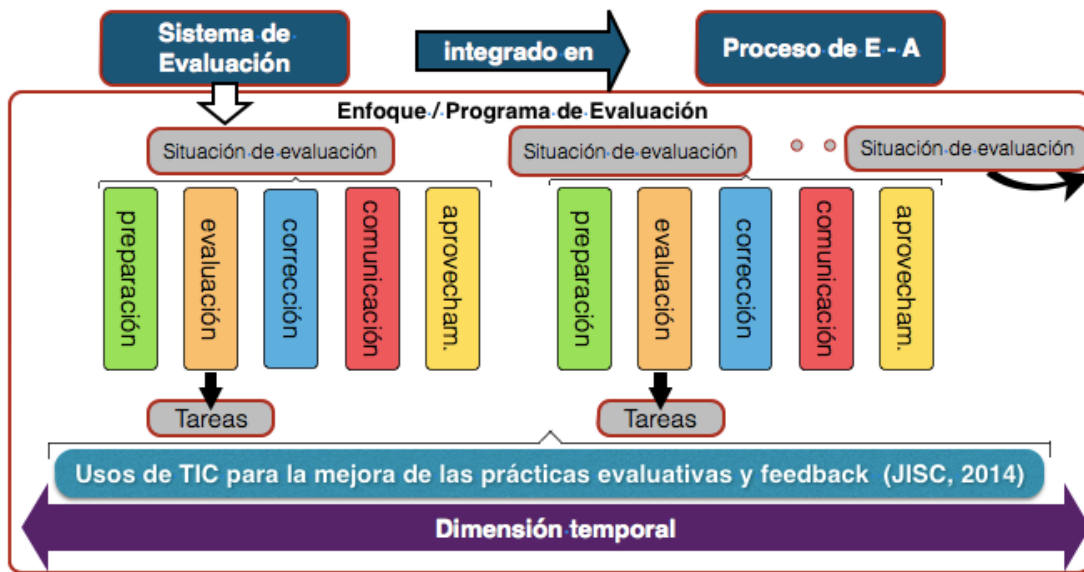 Sistema de
Evaluación
integrado en
Proceso de E - A
Enfoque / Programa de Evaluación
Situación de evaluación
Situación de evaluación
Situación de evaluación
preparación
evaluación
corrección
comunicación
aprovecham.
preparación
evaluación
corrección
comunicación
aprovecham.
Tareas
Tareas
Usos de TIC para la mejora de las prácticas evaluativas y feedback (JISC, 2014)
Dimensión temporal